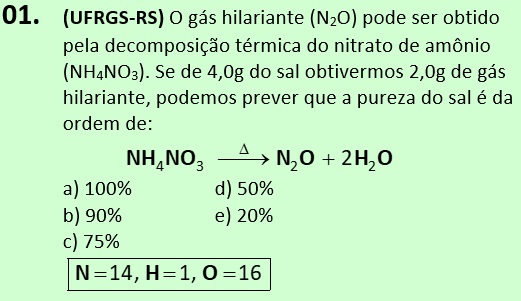 01. (UFRGS-RS) O gás hilariante (N₂O) pode ser obtido
pela decomposição térmica do nitrato de amônio
(NH₄NO₃). Se de 4,0g do sal obtivermos 2,0g de gás
hilariante, podemos prever que a pureza do sal é da
ordem de:
NH₄NO₃ —Δ→ N₂O + 2H₂O
a) 100% d) 50%
b) 90% e) 20%
c) 75%
N=14, H=1, O=16